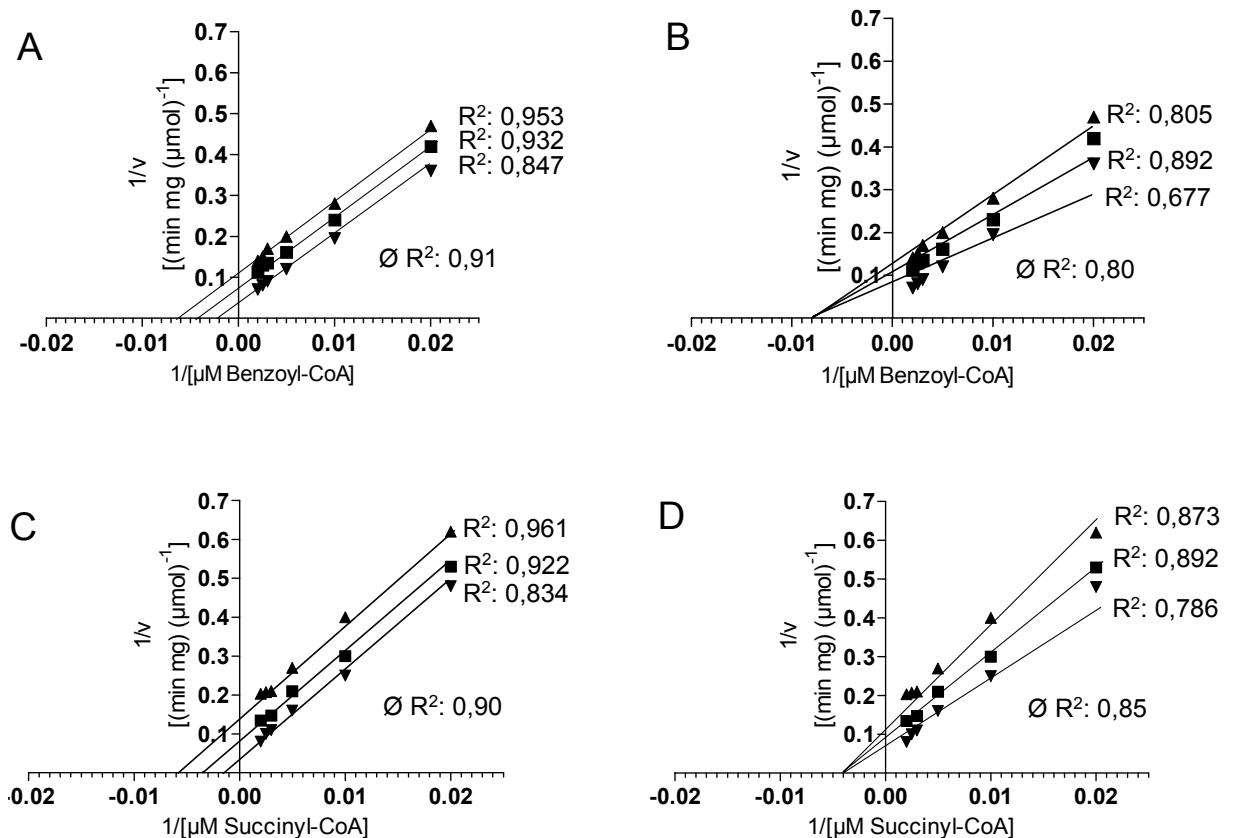 A
0.7
0.6
0.5
0.4
0.3
0.2
0.1
1/v
[(min mg) (µmol)⁻¹]
R²: 0,953
R²: 0,932
R²: 0,847
Ø R²: 0,91
-0.02
-0.01
0.00
0.01
0.02
1/[µM Benzoyl-CoA]
B
0.7
0.6
0.5
0.4
0.3
0.2
0.1
1/v
[(min mg) (µmol)⁻¹]
R²: 0,805
R²: 0,892
R²: 0,677
Ø R²: 0,80
-0.02
-0.01
0.00
0.01
0.02
1/[µM Benzoyl-CoA]
C
0.7
0.6
0.5
0.4
0.3
0.2
0.1
1/v
[(min mg) (µmol)⁻¹]
R²: 0,961
R²: 0,922
R²: 0,834
Ø R²: 0,90
-0.02
-0.01
0.00
0.01
0.02
1/[µM Succinyl-CoA]
D
0.7
0.6
0.5
0.4
0.3
0.2
0.1
1/v
[(min mg) (µmol)⁻¹]
R²: 0,873
R²: 0,892
R²: 0,786
Ø R²: 0,85
-0.02
-0.01
0.00
0.01
0.02
1/[µM Succinyl-CoA]